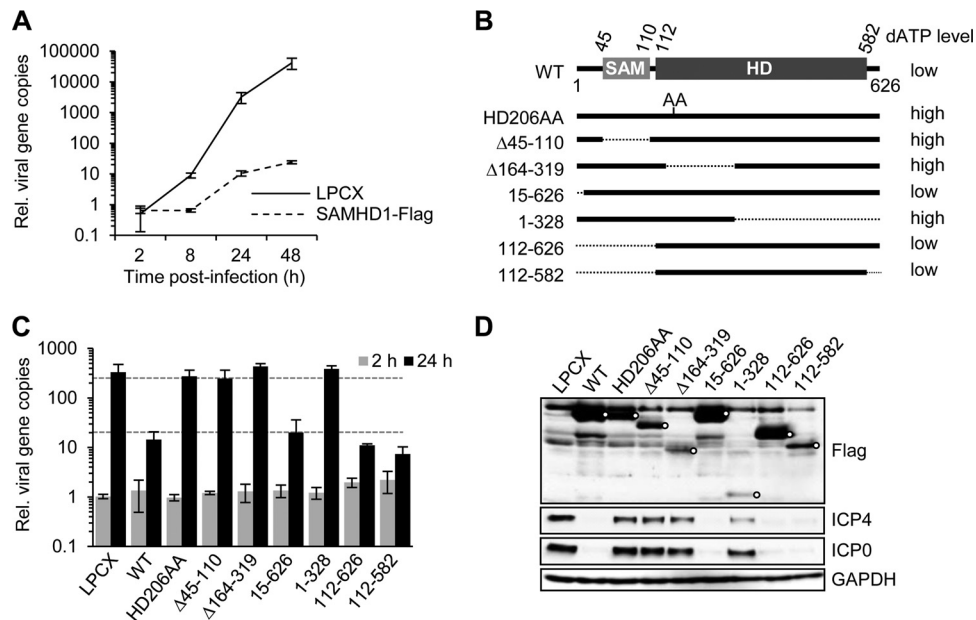 A
Rel. viral gene copies
100000
10000
1000
100
10
1
0.1
LPCX
SAMHD1-Flag
2 8 24 48
Time post-infection (h)
B
45 110 112 582 dATP level
WT SAM HD low
1 626
AA
HD206AA high
Δ45-110 high
Δ164-319 high
15-626 low
1-328 high
112-626 low
112-582 low
C
Rel. viral gene copies
1000
100
10
1
0.1
2 h 24 h
LPCX WT HD206AA Δ45-110 Δ164-319 15-626 1-328 112-626 112-582
D
LPCX WT HD206AA Δ45-110 Δ164-319 15-626 1-328 112-626 112-582
Flag
ICP4
ICP0
GAPDH